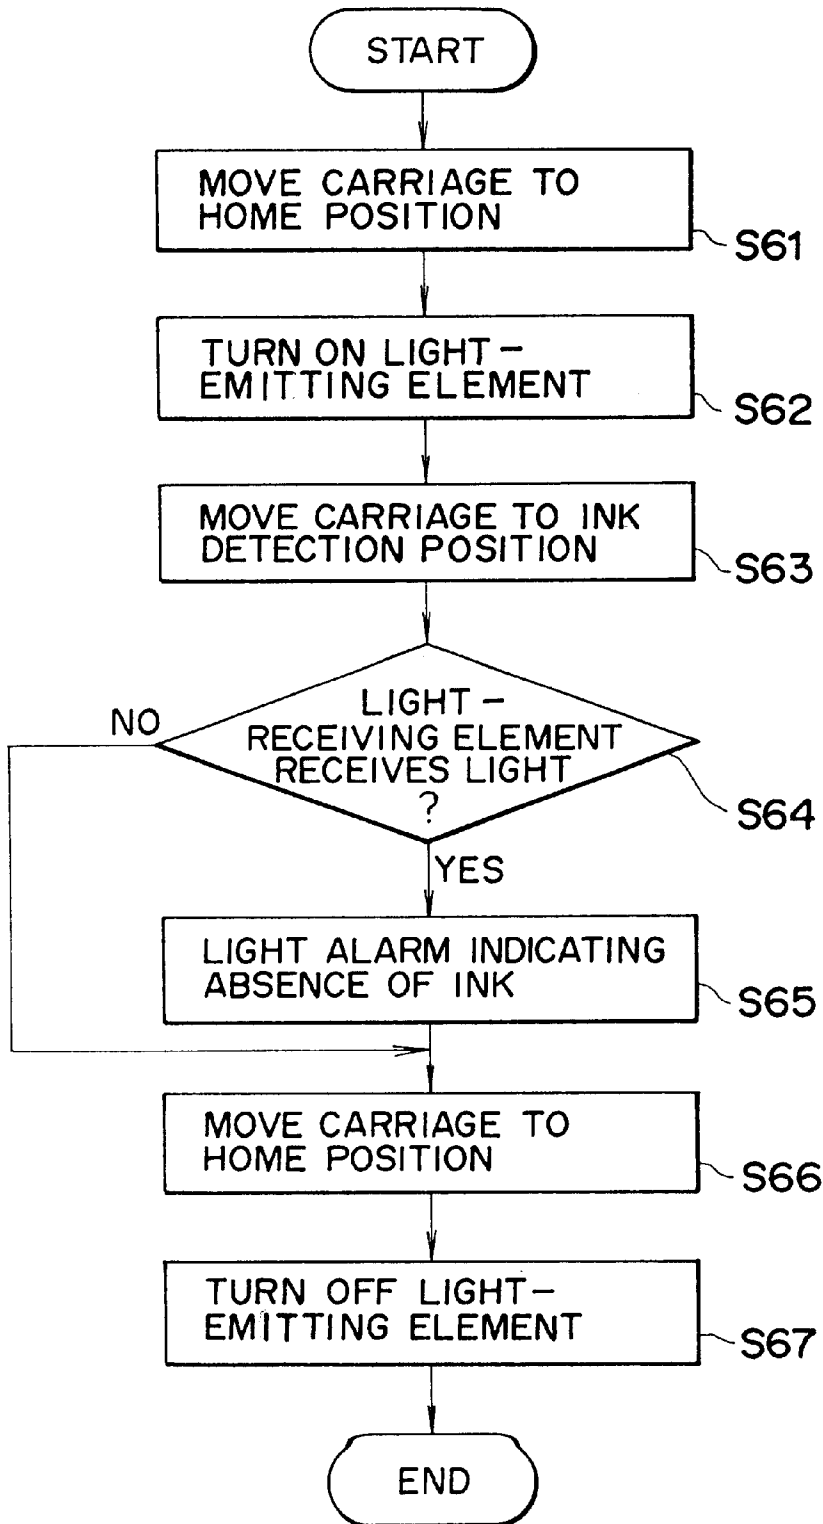 START
MOVE CARRIAGE TO
HOME POSITION
S61
TURN ON LIGHT-
EMITTING ELEMENT
S62
MOVE CARRIAGE TO INK
DETECTION POSITION
S63
LIGHT-
RECEIVING ELEMENT
RECEIVES LIGHT
?
NO
S64
YES
LIGHT ALARM INDICATING
ABSENCE OF INK
S65
MOVE CARRIAGE TO
HOME POSITION
S66
TURN OFF LIGHT-
EMITTING ELEMENT
S67
END